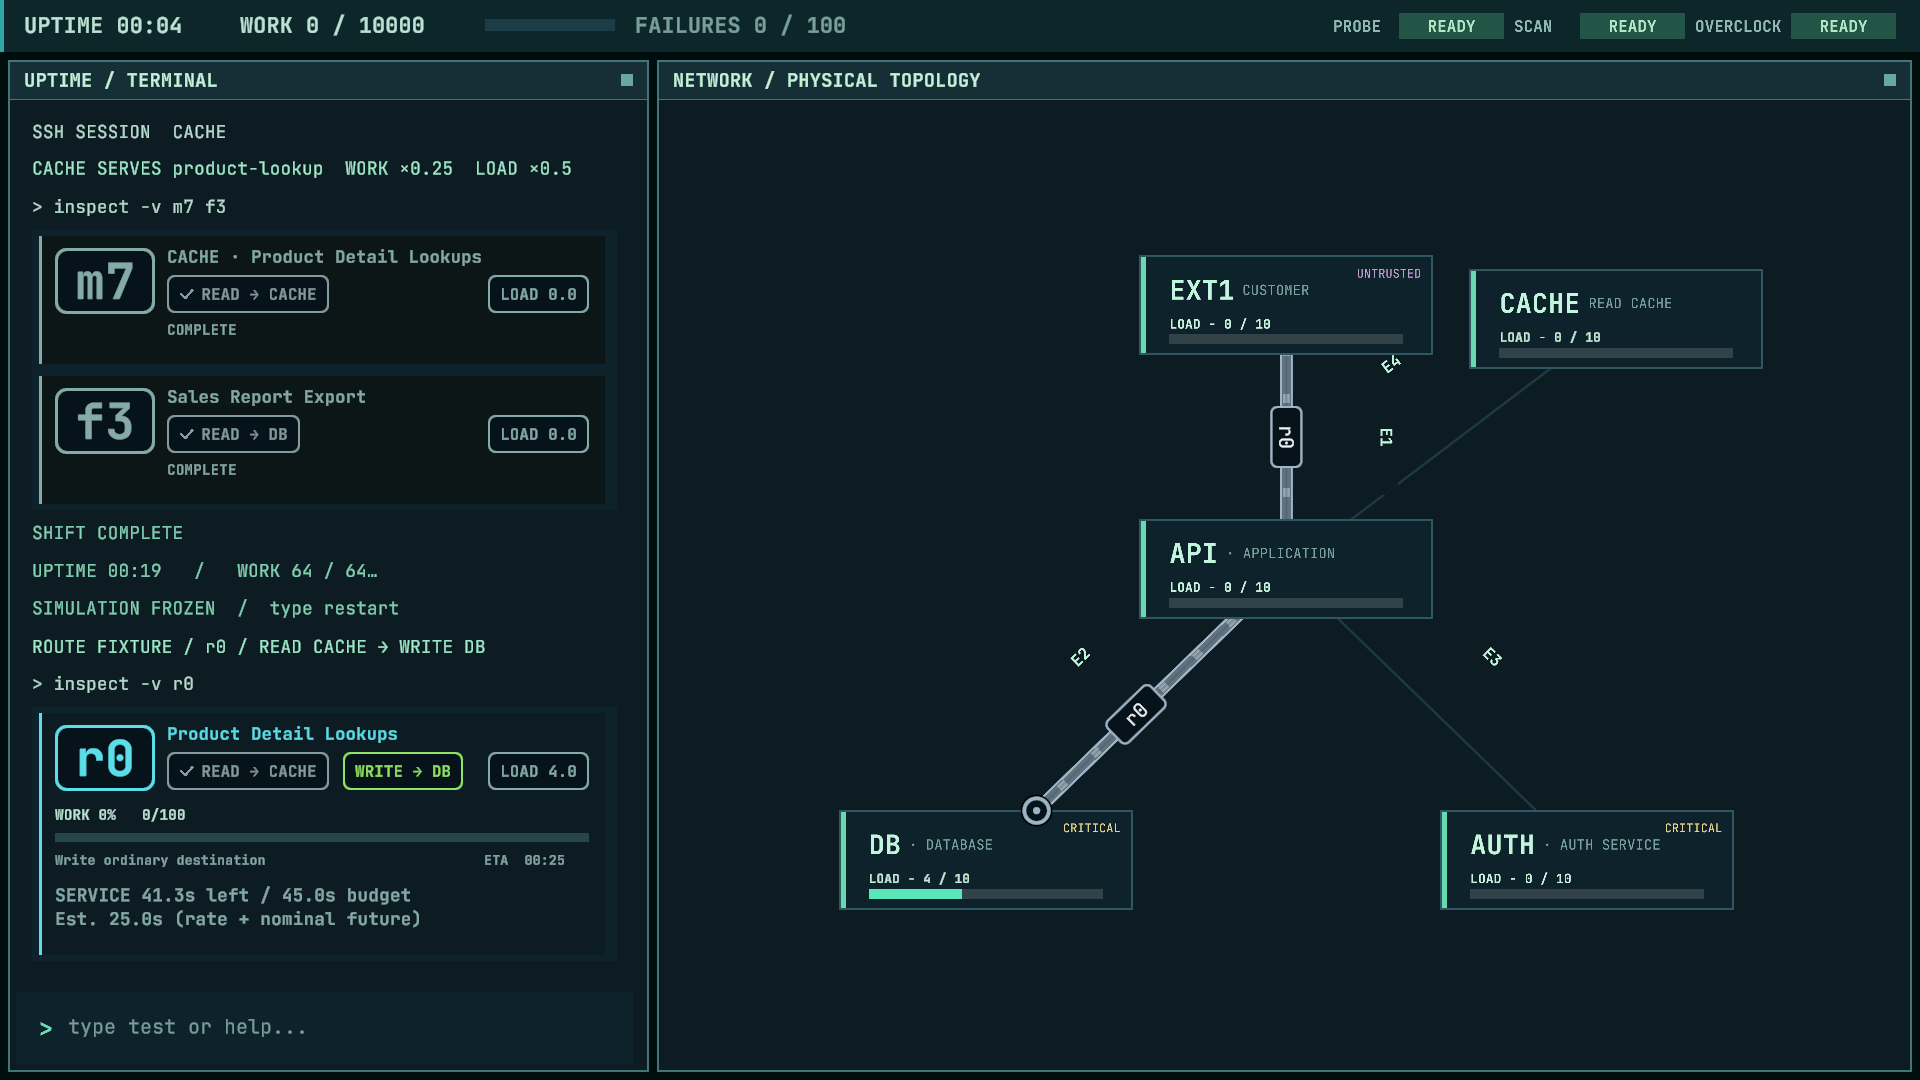 UPTIME 00:04 WORK 0 / 10000 FAILURES 0 / 100 PROBE READY SCAN READY OVERCLOCK READY
UPTIME / TERMINAL
SSH SESSION CACHE
CACHE SERVES product-lookup WORK ×0.25 LOAD ×0.5
> inspect -v m7 f3
m7
CACHE · Product Detail Lookups
✓ READ → CACHE LOAD 0.0
COMPLETE
f3
Sales Report Export
✓ READ → DB LOAD 0.0
COMPLETE
SHIFT COMPLETE
UPTIME 00:19 / WORK 64 / 64…
SIMULATION FROZEN / type restart
ROUTE FIXTURE / r0 / READ CACHE → WRITE DB
> inspect -v r0
r0
Product Detail Lookups
✓ READ → CACHE WRITE → DB LOAD 4.0
WORK 0% 0/100
Write ordinary destination ETA 00:25
SERVICE 41.3s left / 45.0s budget
Est. 25.0s (rate + nominal future)
> type test or help...
NETWORK / PHYSICAL TOPOLOGY
UNTRUSTED
EXT1 CUSTOMER
LOAD - 0 / 10
CACHE READ CACHE
LOAD - 0 / 10
E4
r0
E1
API · APPLICATION
LOAD - 0 / 10
E2
E3
r0
CRITICAL
DB · DATABASE
LOAD - 4 / 10
CRITICAL
AUTH · AUTH SERVICE
LOAD - 0 / 10